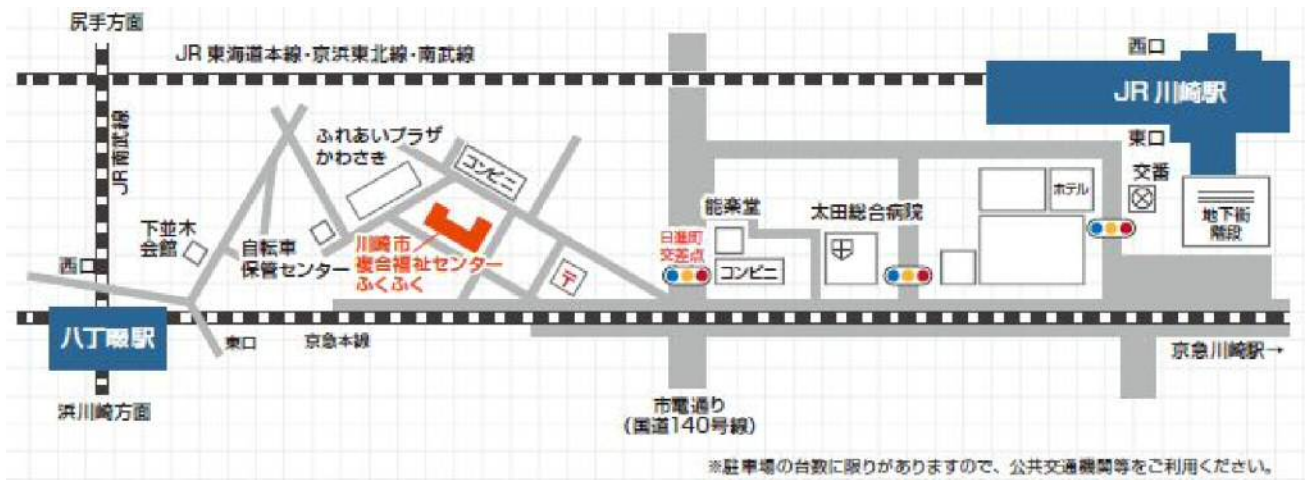 尻手方面
JR 東海道本線・京浜東北線・南武線
西口
JR 川崎駅
東口
JR 南武線
ふれあいプラザ
かわさき
コンビニ
交番
ホテル
地下街
階段
能楽堂
太田総合病院
下並木
会館
自転車
保管センター
川崎市
複合福祉センター
ふくふく
日進町
交差点
コンビニ
〒
西口
八丁畷駅
東口
京急本線
京急川崎駅→
浜川崎方面
市電通り
(国道140号線)
※駐車場の台数に限りがありますので、公共交通機関等をご利用ください。